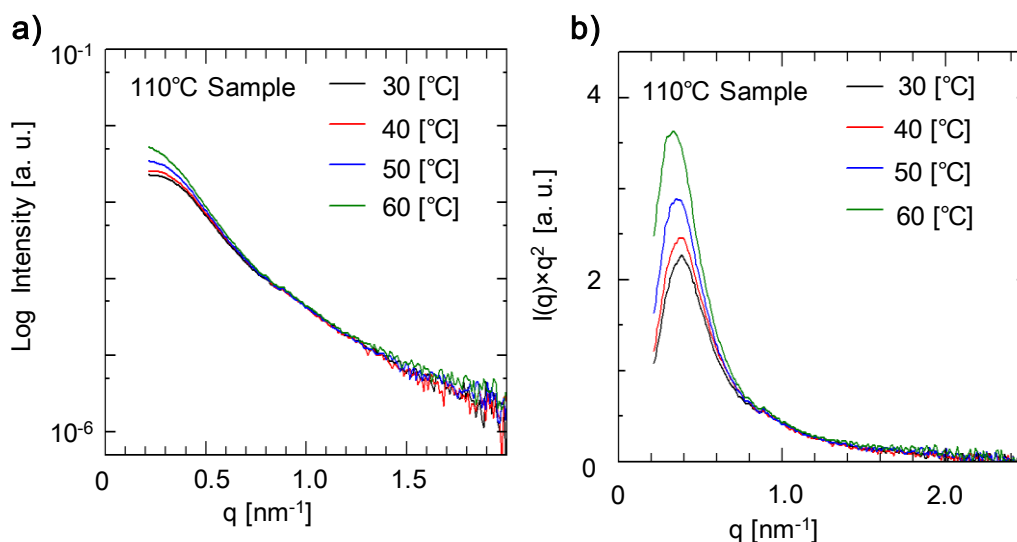 a)
10⁻¹
110℃ Sample
30 [℃]
40 [℃]
50 [℃]
60 [℃]
Log Intensity [a. u.]
10⁻⁶
0
0.5
1.0
1.5
q [nm⁻¹]
b)
4
110℃ Sample
30 [℃]
40 [℃]
50 [℃]
60 [℃]
I(q)×q² [a. u.]
2
0
0
1.0
2.0
q [nm⁻¹]